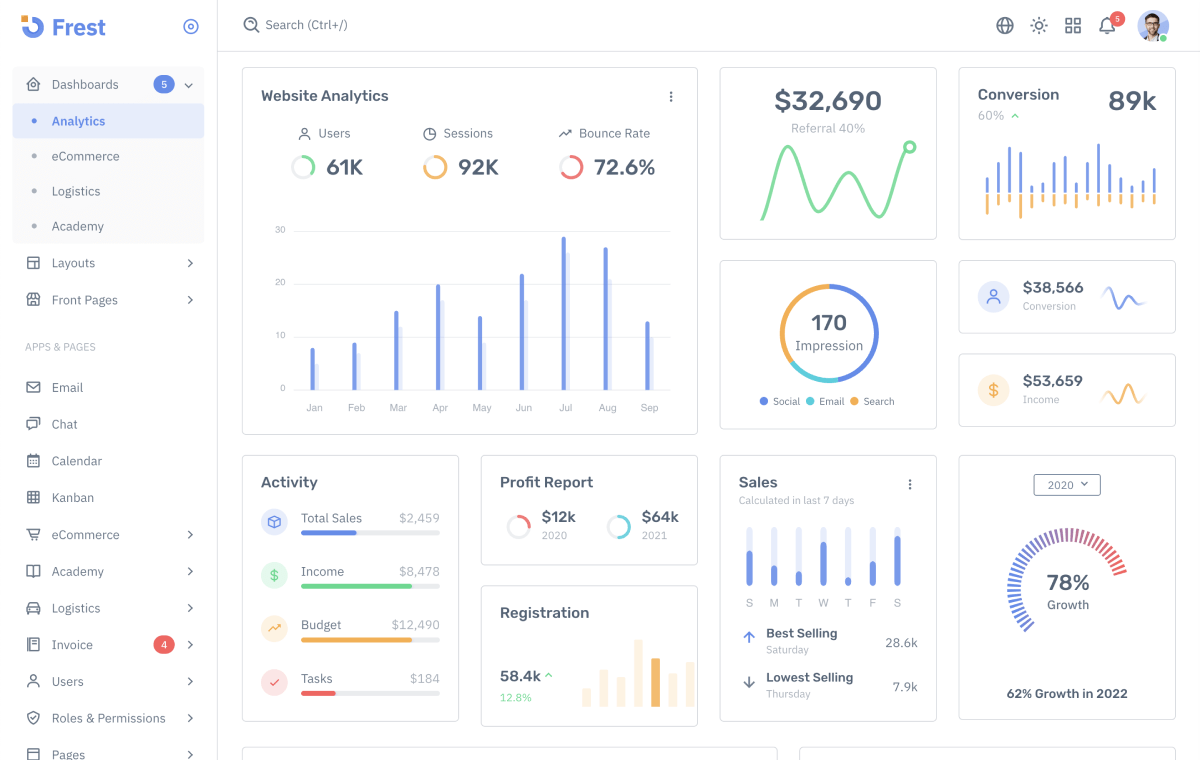 Frest
Search (Ctrl+/)
5
Dashboards 5
Analytics
eCommerce
Logistics
Academy
Layouts
Front Pages
APPS & PAGES
Email
Chat
Calendar
Kanban
eCommerce
Academy
Logistics
Invoice 4
Users
Roles & Permissions
Pages
Website Analytics
Users Sessions Bounce Rate
61K 92K 72.6%
30
20
10
0
Jan Feb Mar Apr May Jun Jul Aug Sep
$32,690
Referral 40%
Conversion 89k
60%
170
Impression
Social Email Search
$38,566
Conversion
$ $53,659
Income
Activity
Total Sales $2,459
$ Income $8,478
Budget $12,490
Tasks $184
Profit Report
$12k $64k
2020 2021
Registration
58.4k
12.8%
Sales
Calculated in last 7 days
S M T W T F S
Best Selling
Saturday
28.6k
Lowest Selling
Thursday
7.9k
2020
78%
Growth
62% Growth in 2022